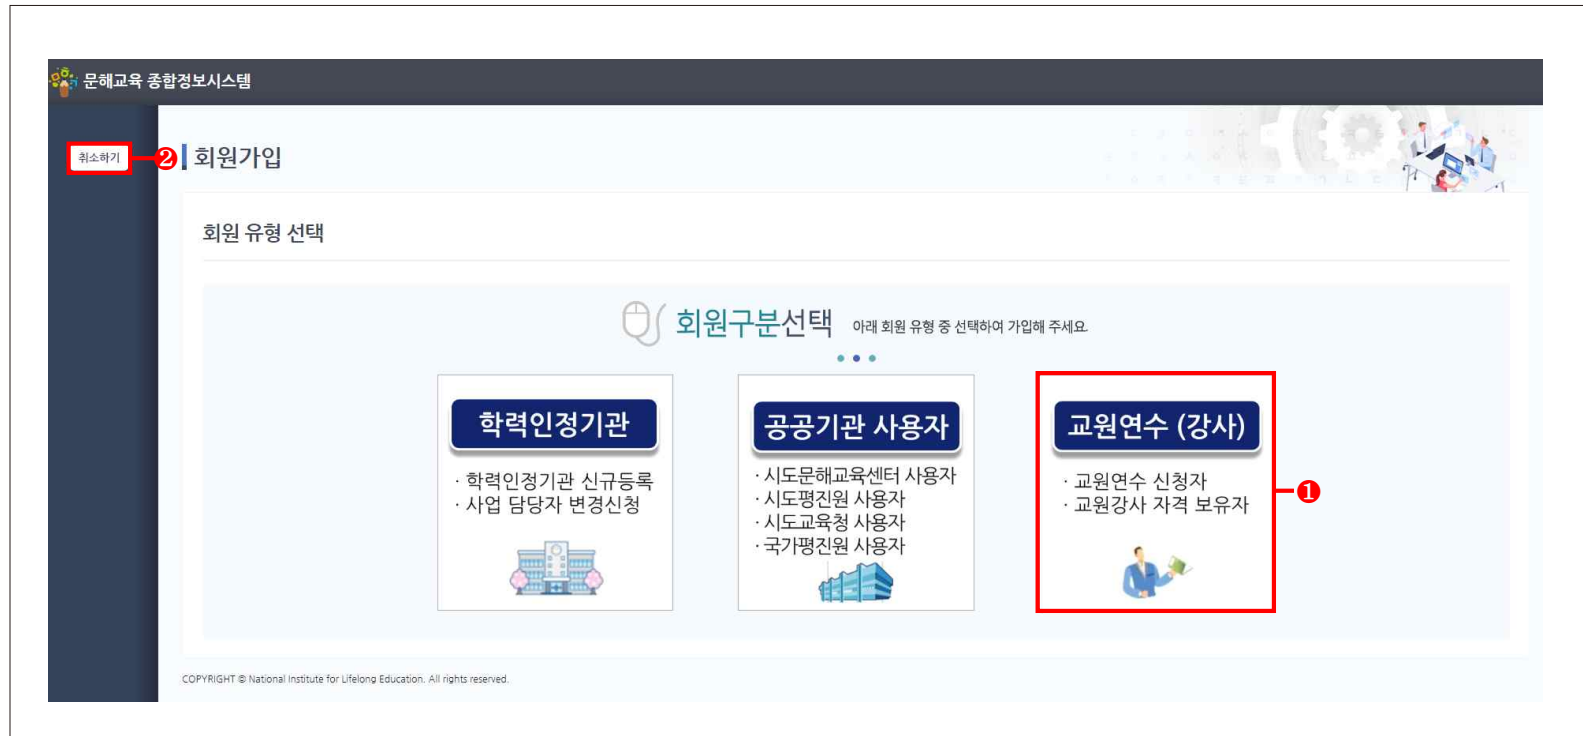 문해교육 종합정보시스템
취소하기
❷
회원가입
회원 유형 선택
회원구분선택 아래 회원 유형 중 선택하여 가입해 주세요.
학력인정기관
· 학력인정기관 신규등록
· 사업 담당자 변경신청
공공기관 사용자
· 시도문해교육센터 사용자
· 시도평진원 사용자
· 시도교육청 사용자
· 국가평진원 사용자
교원연수 (강사)
· 교원연수 신청자
· 교원강사 자격 보유자
❶
COPYRIGHT © National Institute for Lifelong Education. All rights reserved.